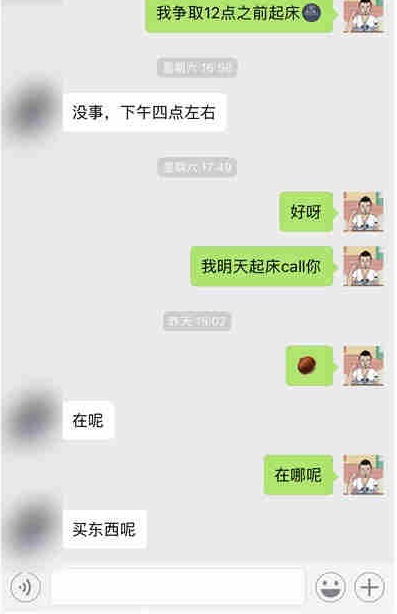 我争取12点之前起床
星期六 16:56
没事，下午四点左右
星期六 17:49
好呀
我明天起床call你
昨天 16:02
在呢
在哪呢
买东西呢